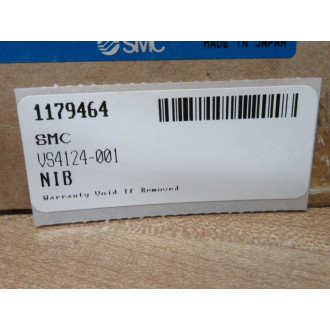 SMC
MADE IN JAPAN
1179464
SMC
VS4124-001
NIB
Warranty Void If Removed